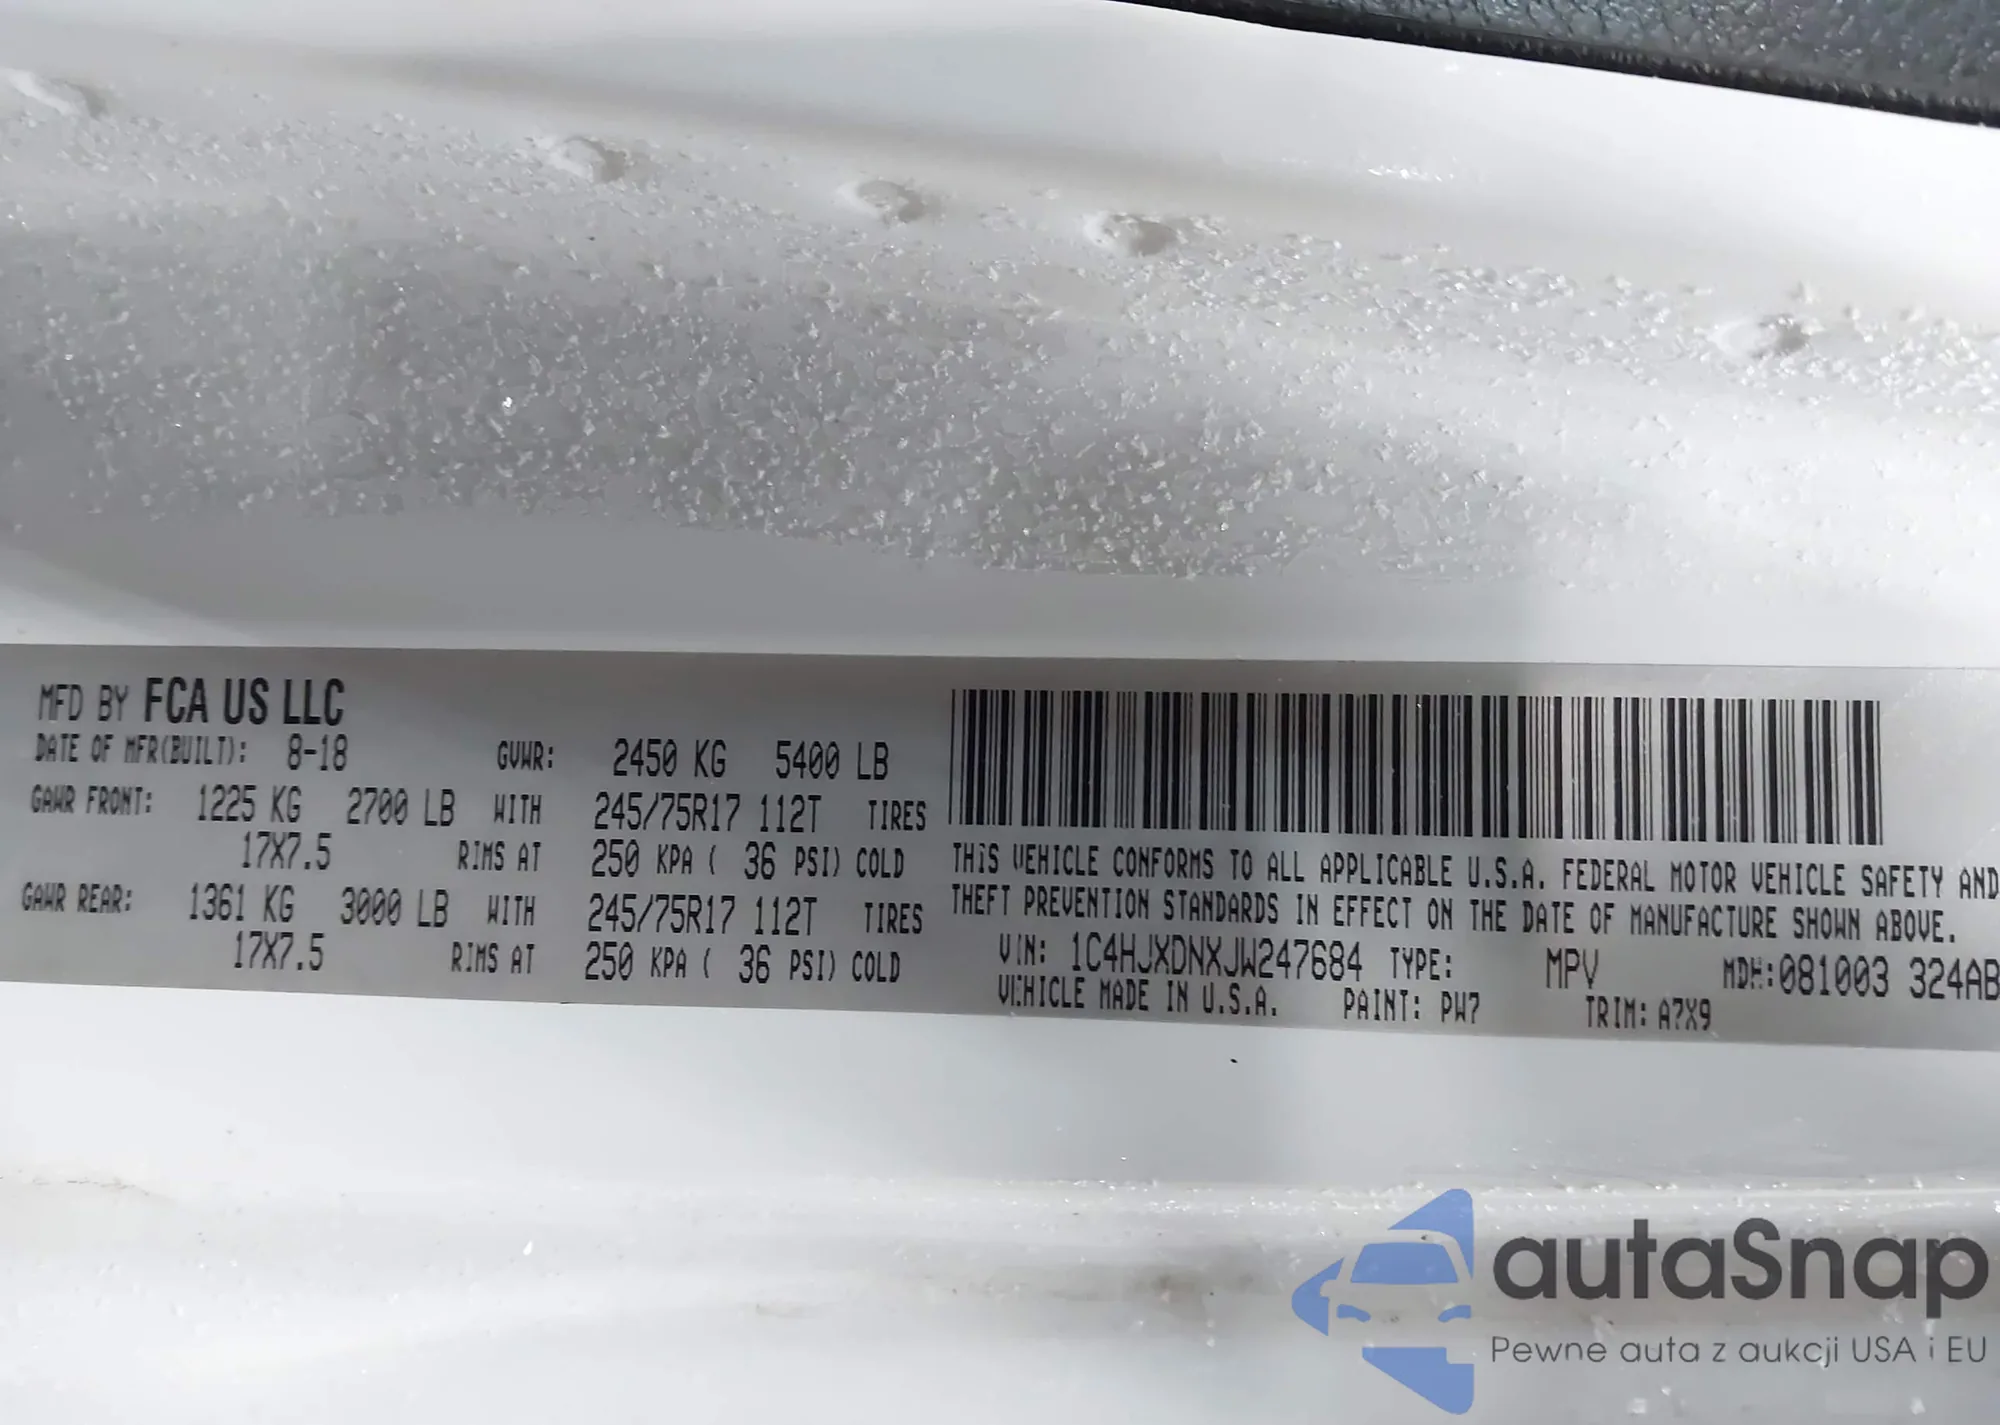 MFD BY FCA US LLC
DATE OF MFR(BUILT): 8-18 GVWR: 2450 KG 5400 LB
GAWR FRONT: 1225 KG 2700 LB WITH 245/75R17 112T TIRES
17X7.5 RIMS AT 250 KPA ( 36 PSI) COLD
GAWR REAR: 1361 KG 3000 LB WITH 245/75R17 112T TIRES
17X7.5 RIMS AT 250 KPA ( 36 PSI) COLD
THIS VEHICLE CONFORMS TO ALL APPLICABLE U.S.A. FEDERAL MOTOR VEHICLE SAFETY AND
THEFT PREVENTION STANDARDS IN EFFECT ON THE DATE OF MANUFACTURE SHOWN ABOVE.
VIN: 1C4HJXDNXJW247684 TYPE: MPV MDH:081003 324AB
VEHICLE MADE IN U.S.A. PAINT: PW7 TRIM: A7X9
autaSnap
Pewne auta z aukcji USA i EU